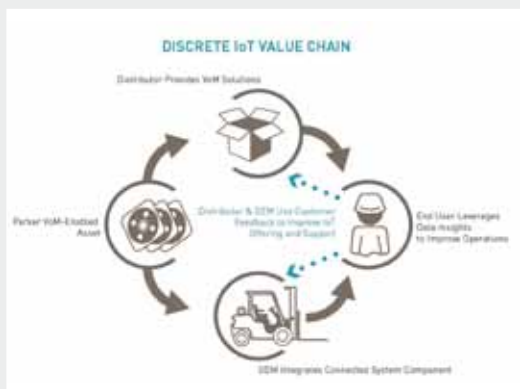 DISCRETE IoT VALUE CHAIN
Distributor Provides VoM Solutions
Parker VoM-Enabled
Asset
Distributor & OEM Use Customer
Feedback to Improve IoT
Offering and Support
End User Leverages
Data Insights
to Improve Operations
OEM Integrates Connected System Component